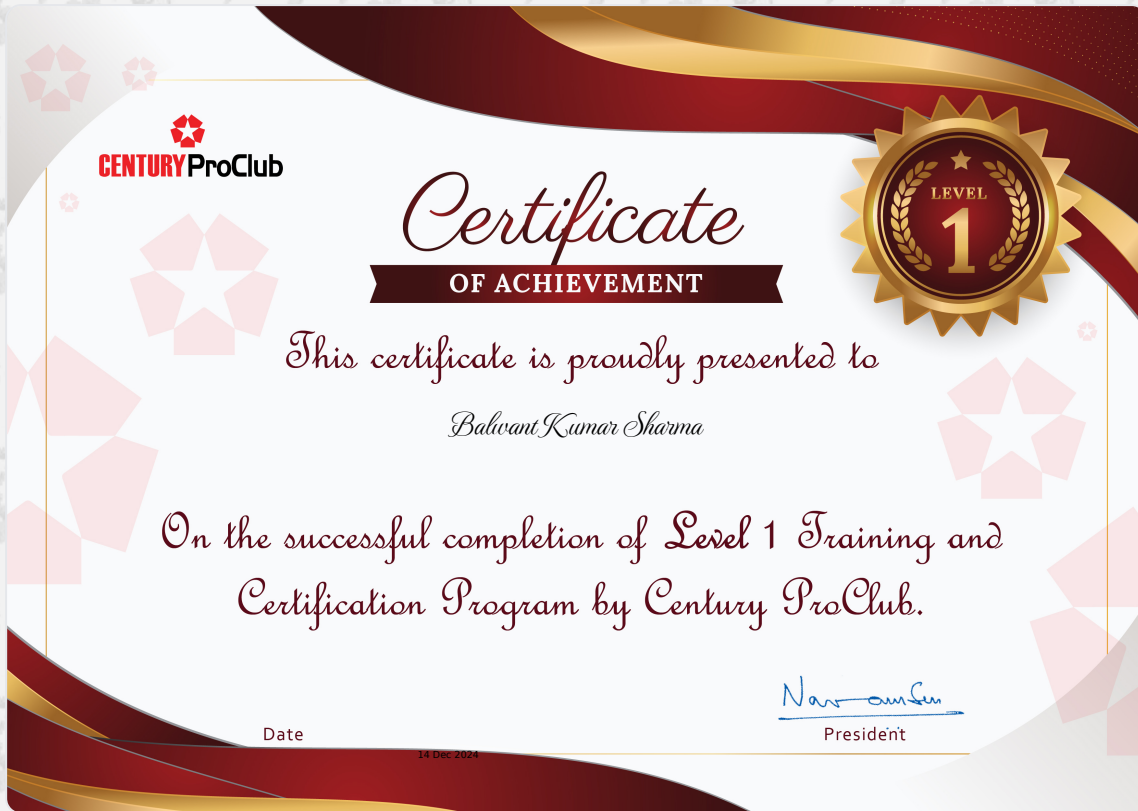 CENTURY ProClub
LEVEL
1
Certificate
OF ACHIEVEMENT
This certificate is proudly presented to
Balwant Kumar Sharma
On the successful completion of Level 1 Training and
Certification Program by Century ProClub.
Date
President
14 Dec 2024